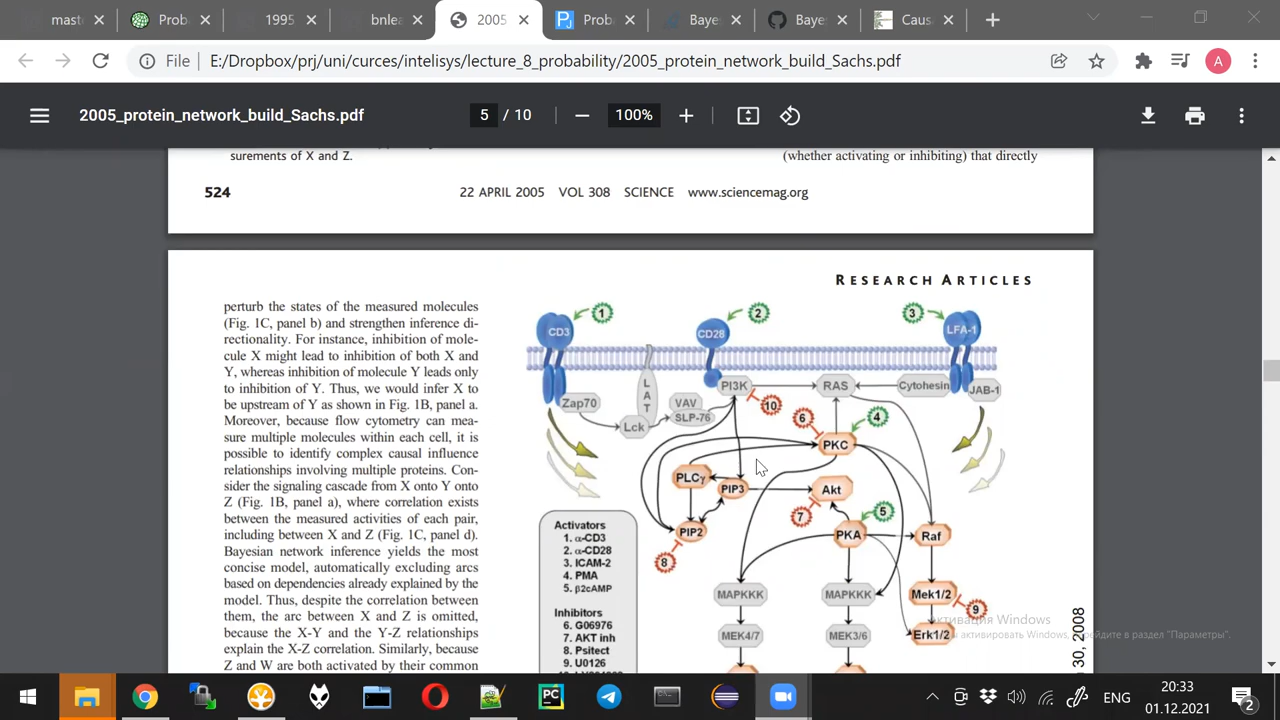 mast
Prob
1995
bnlea
2005
Prob
Baye
Baye
Caus
File E:/Dropbox/prj/uni/curces/intelisys/lecture_8_probability/2005_protein_network_build_Sachs.pdf
A
2005_protein_network_build_Sachs.pdf
5 / 10
100%
surements of X and Z.
(whether activating or inhibiting) that directly
524
22 APRIL 2005 VOL 308 SCIENCE www.sciencemag.org
RESEARCH ARTICLES
perturb the states of the measured molecules
(Fig. 1C, panel b) and strengthen inference di-
rectionality. For instance, inhibition of mole-
cule X might lead to inhibition of both X and
Y, whereas inhibition of molecule Y leads only
to inhibition of Y. Thus, we would infer X to
be upstream of Y as shown in Fig. 1B, panel a.
Moreover, because flow cytometry can mea-
sure multiple molecules within each cell, it is
possible to identify complex causal influence
relationships involving multiple proteins. Con-
sider the signaling cascade from X onto Y onto
Z (Fig. 1B, panel a), where correlation exists
between the measured activities of each pair,
including between X and Z (Fig. 1C, panel d).
Bayesian network inference yields the most
concise model, automatically excluding arcs
based on dependencies already explained by the
model. Thus, despite the correlation between
them, the arc between X and Z is omitted,
because the X-Y and the Y-Z relationships
explain the X-Z correlation. Similarly, because
Z and W are both activated by their common
1
2
3
CD3
CD28
LFA-1
PI3K
RAS
Cytohesin
JAB-1
Zap70
LAT
VAV
SLP-76
Lck
10
6
4
PKC
PLCγ
PIP3
Akt
7
5
PIP2
PKA
Raf
8
MAPKKK
MAPKKK
Mek1/2
9
MEK4/7
MEK3/6
Erk1/2
Activators
1. α-CD3
2. α-CD28
3. ICAM-2
4. PMA
5. β2cAMP
Inhibitors
6. G06976
7. AKT inh
8. Psitect
9. U0126
30, 2008
Активация Windows
активировать Windows, перейдите в раздел "Параметры".
PC
ENG
20:33
01.12.2021
2